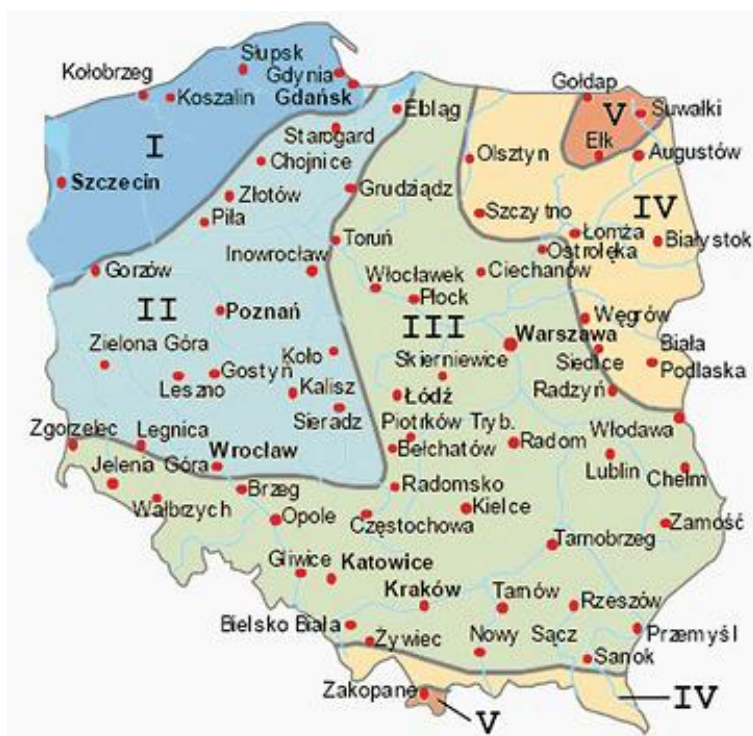 Słupsk
Kołobrzeg
Gdynia
Koszalin
Gdańsk
Elbląg
Gołdap
V
Suwałki
Starogard
I
Chojnice
Olsztyn
Ełk
Augustów
Szczecin
Złotów
Grudziądz
Szczytno
IV
Piła
Toruń
Łomża
Białystok
Ostrołęka
Gorzów
Inowrocław
Włocławek
Ciechanów
II
Poznań
Płock
III
Węgrów
Warszawa
Zielona Góra
Koło
Skierniewice
Siedlce
Biała
Podlaska
Leszno
Gostyń
Kalisz
Łódź
Radzyń
Sieradz
Zgorzelec
Legnica
Piotrków Tryb.
Włodawa
Wrocław
Bełchatów
Radom
Lublin
Chełm
Jelenia Góra
Brzeg
Radomsko
Wałbrzych
Opole
Częstochowa
Kielce
Zamość
Tarnobrzeg
Gliwice
Katowice
Kraków
Tarnów
Rzeszów
Bielsko Biała
Żywiec
Nowy Sącz
Przemyśl
Sanok
Zakopane
V
IV